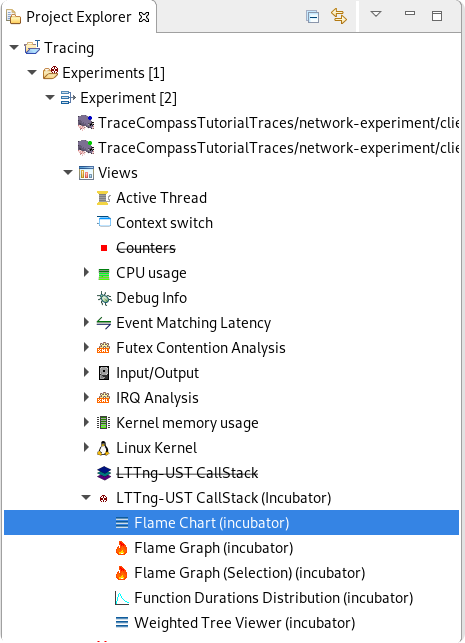 Project Explorer
Tracing
Experiments [1]
Experiment [2]
TraceCompassTutorialTraces/network-experiment/clie
TraceCompassTutorialTraces/network-experiment/clie
Views
Active Thread
Context switch
Counters
CPU usage
Debug Info
Event Matching Latency
Futex Contention Analysis
Input/Output
IRQ Analysis
Kernel memory usage
Linux Kernel
LTTng-UST CallStack
LTTng-UST CallStack (Incubator)
Flame Chart (incubator)
Flame Graph (incubator)
Flame Graph (Selection) (incubator)
Function Durations Distribution (incubator)
Weighted Tree Viewer (incubator)